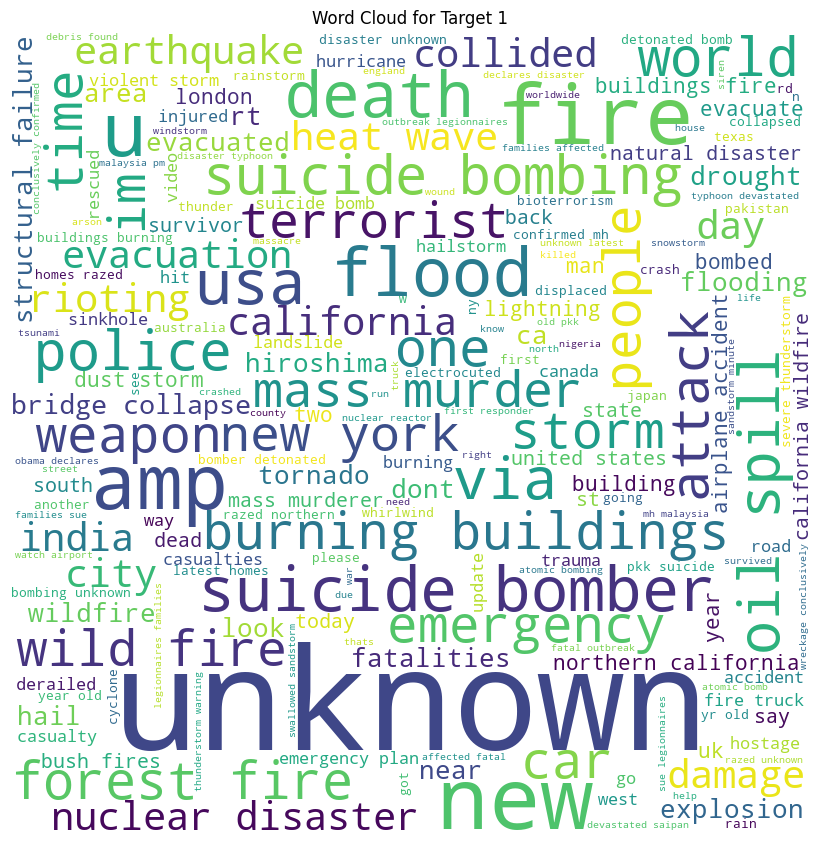 Word Cloud for Target 1
debris found
earthquake
disaster unknown
hurricane
collided
detonated bomb
world
structural failure
conclusively confirmed
time
violent storm
rainstorm
area
london
injured
rt
windstorm
malaysia pm
u
im
england
death
declares disaster
worldwide
fire
buildings fire
siren
rd
n
evacuate
collapsed
house
outbreak legionnaires
families affected
texas
evacuated
heat wave
natural disaster
disaster typhoon
rescued
video
arson
thunder
suicide bombing
suicide bomb
wound
bioterrorism
drought
typhoon devastated
pakistan
survivor
terrorist
back
confirmed mh
people
day
buildings burning
massacre
hailstorm
unknown latest
killed
snowstorm
man
crash
bombed
evacuation
homes razed
hit
usa
flood
displaced
flooding
rioting
sinkhole
tsunami
australia
california
w
ny
lightning
old pkk
know
life
attack
airplane accident
sandstorm minute
severe thunderstorm
california wildfire
police
landslide
hiroshima
one
ca
first
north
nigeria
dust storm
see
crashed
electrocuted
canada
truck
run
japan
spill
oil
bridge collapse
county
mass murder
nuclear reactor
first responder
two
state
weapon
new york
storm
obama declares
street
bomber detonated
burning
right
united states
south
another
families sue
amp
tornado
mass murderer
need
dont
via
building
st
going
mh malaysia
india
way
dead
razed northern
whirlwind
burning buildings
road
survived
watch airport
bombing unknown
city
casualties
latest homes
please
war
due
trauma
atomic bombing
pkk suicide
update
year
wreckage conclusively
wildfire
legionnaires families
suicide bomber
look
today
thats
emergency
fatal outbreak
wild fire
fatalities
northern california
derailed
year old
cyclone
thunderstorm warning
swallowed sandstorm
unknown
accident
atomic bomb
fire truck
yr old
say
hail
casualty
sue legionnaires
hostage
uk
razed unknown
bush fires
emergency plan
affected fatal
near
car
go
damage
forest fire
got
new
west
help
explosion
nuclear disaster
devastated saipan
rain